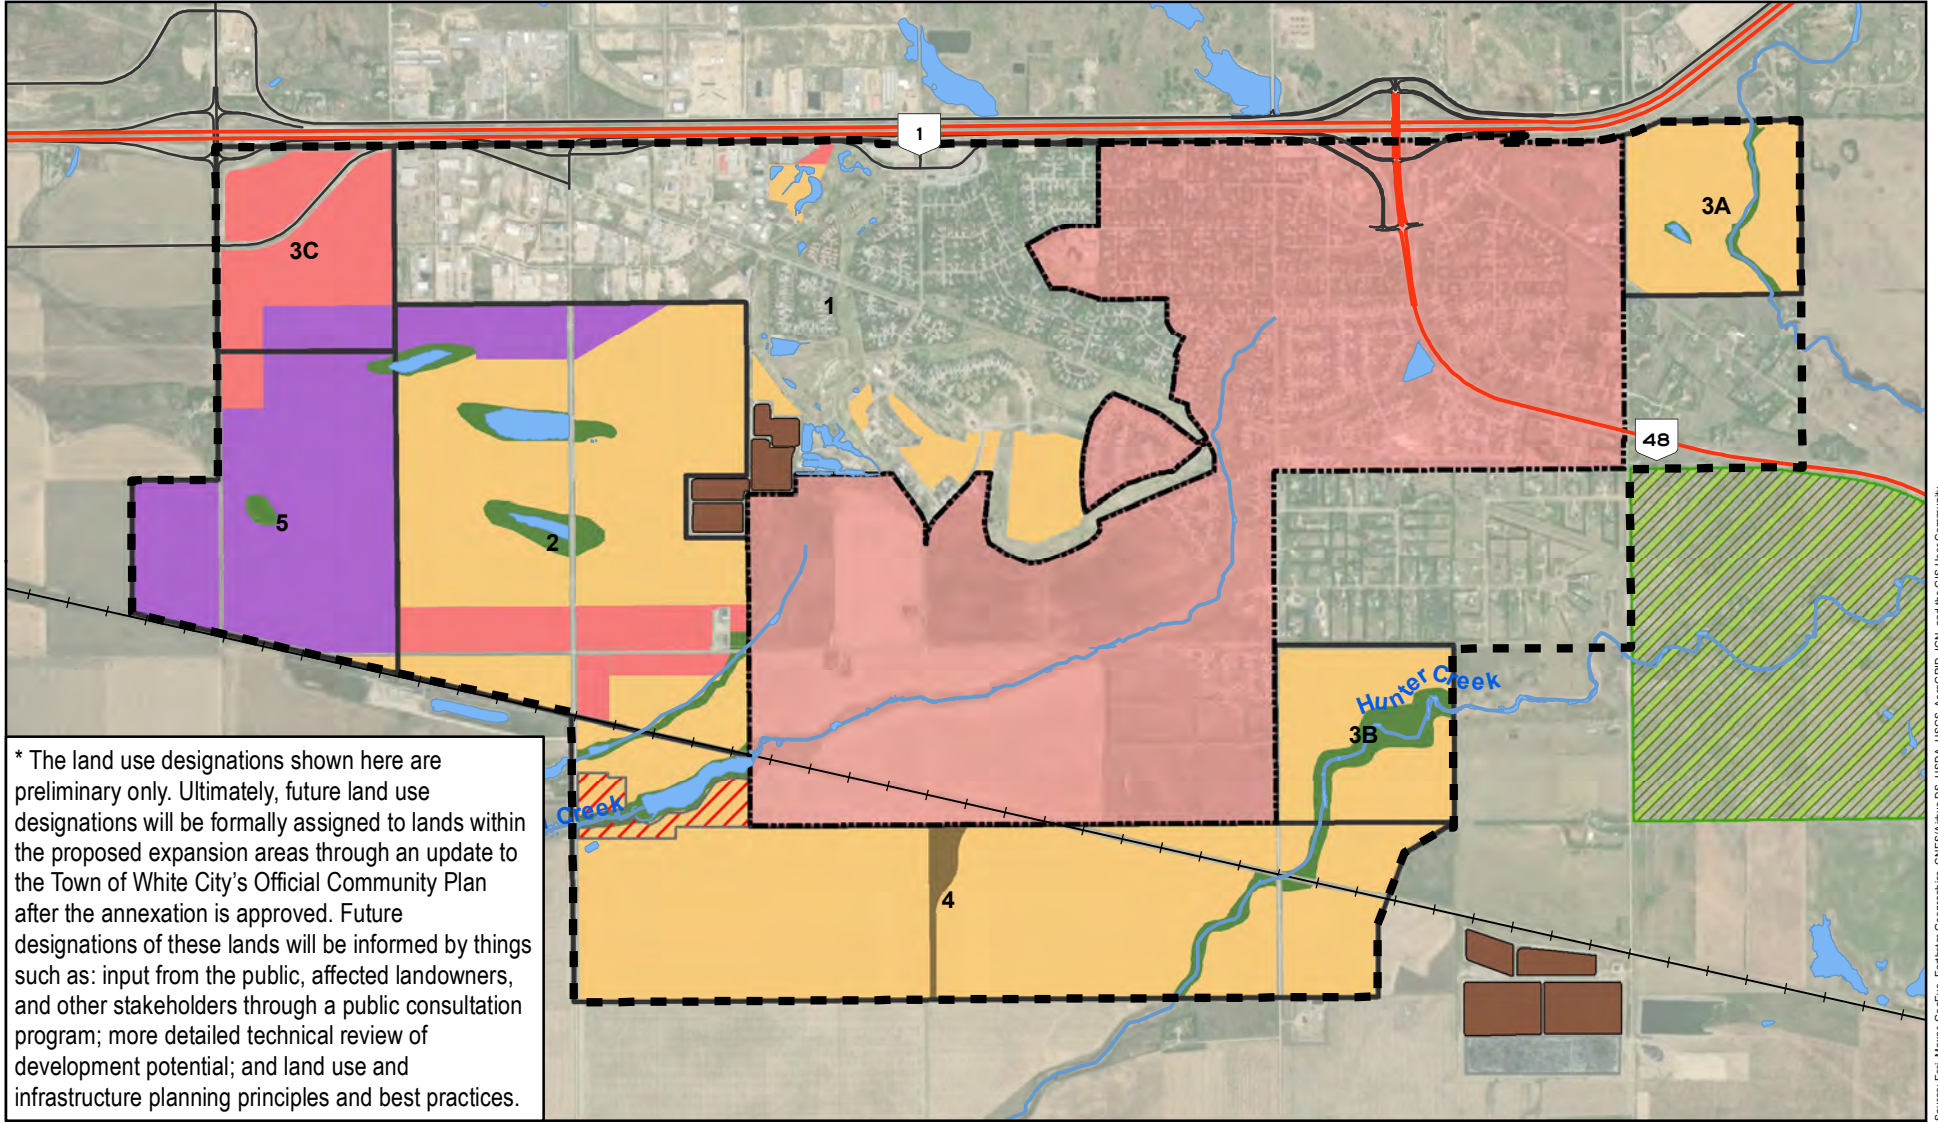 1
3A
3C
1
48
5
2
Hunter Creek
3B
Creek
4
* The land use designations shown here are
preliminary only. Ultimately, future land use
designations will be formally assigned to lands within
the proposed expansion areas through an update to
the Town of White City's Official Community Plan
after the annexation is approved. Future
designations of these lands will be informed by things
such as: input from the public, affected landowners,
and other stakeholders through a public consultation
program; more detailed technical review of
development potential; and land use and
infrastructure planning principles and best practices.